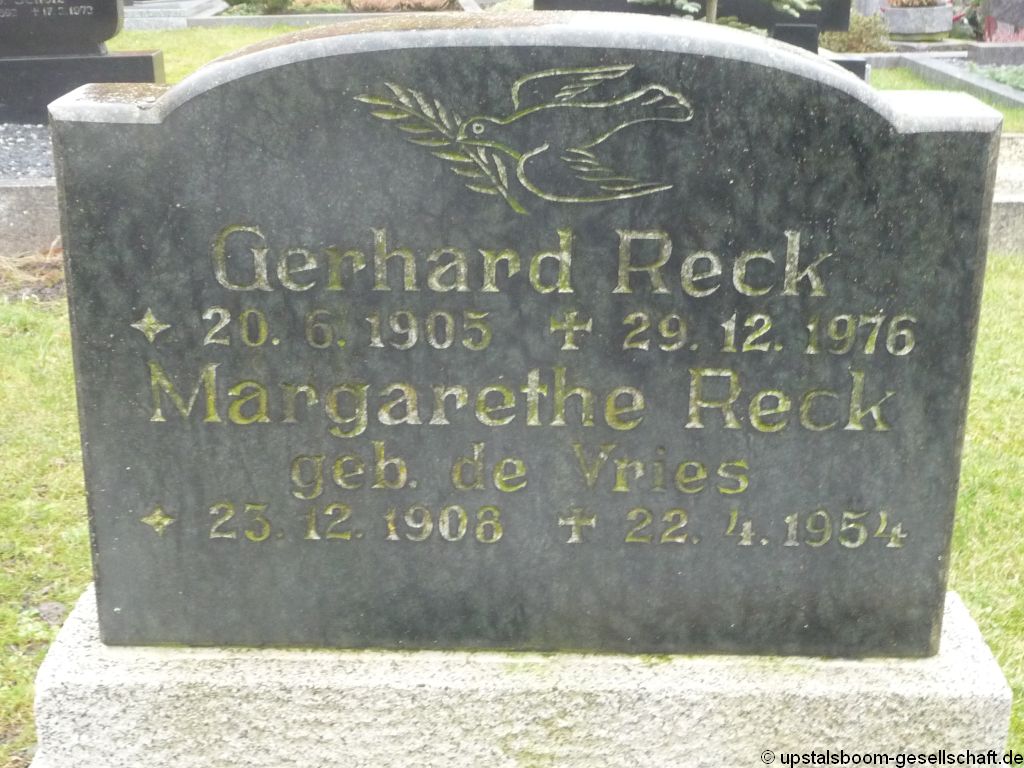 Gerhard Reck
20. 6. 1905 29. 12. 1976
Margarethe Reck
geb. de Vries
23. 12. 1908 22. 4. 1954
© upstalsboom-gesellschaft.de